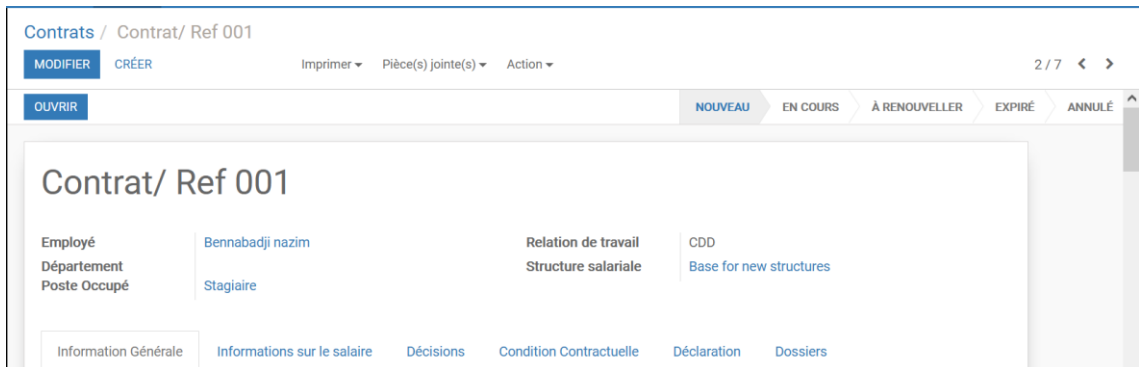 Contrats / Contrat/ Ref 001
MODIFIER CRÉER Imprimer Pièce(s) jointe(s) Action 2 / 7
OUVRIR NOUVEAU EN COURS À RENOUVELLER EXPIRÉ ANNULÉ
Contrat/ Ref 001
Employé Bennabadji nazim Relation de travail CDD
Département Structure salariale Base for new structures
Poste Occupé Stagiaire
Information Générale Informations sur le salaire Décisions Condition Contractuelle Déclaration Dossiers